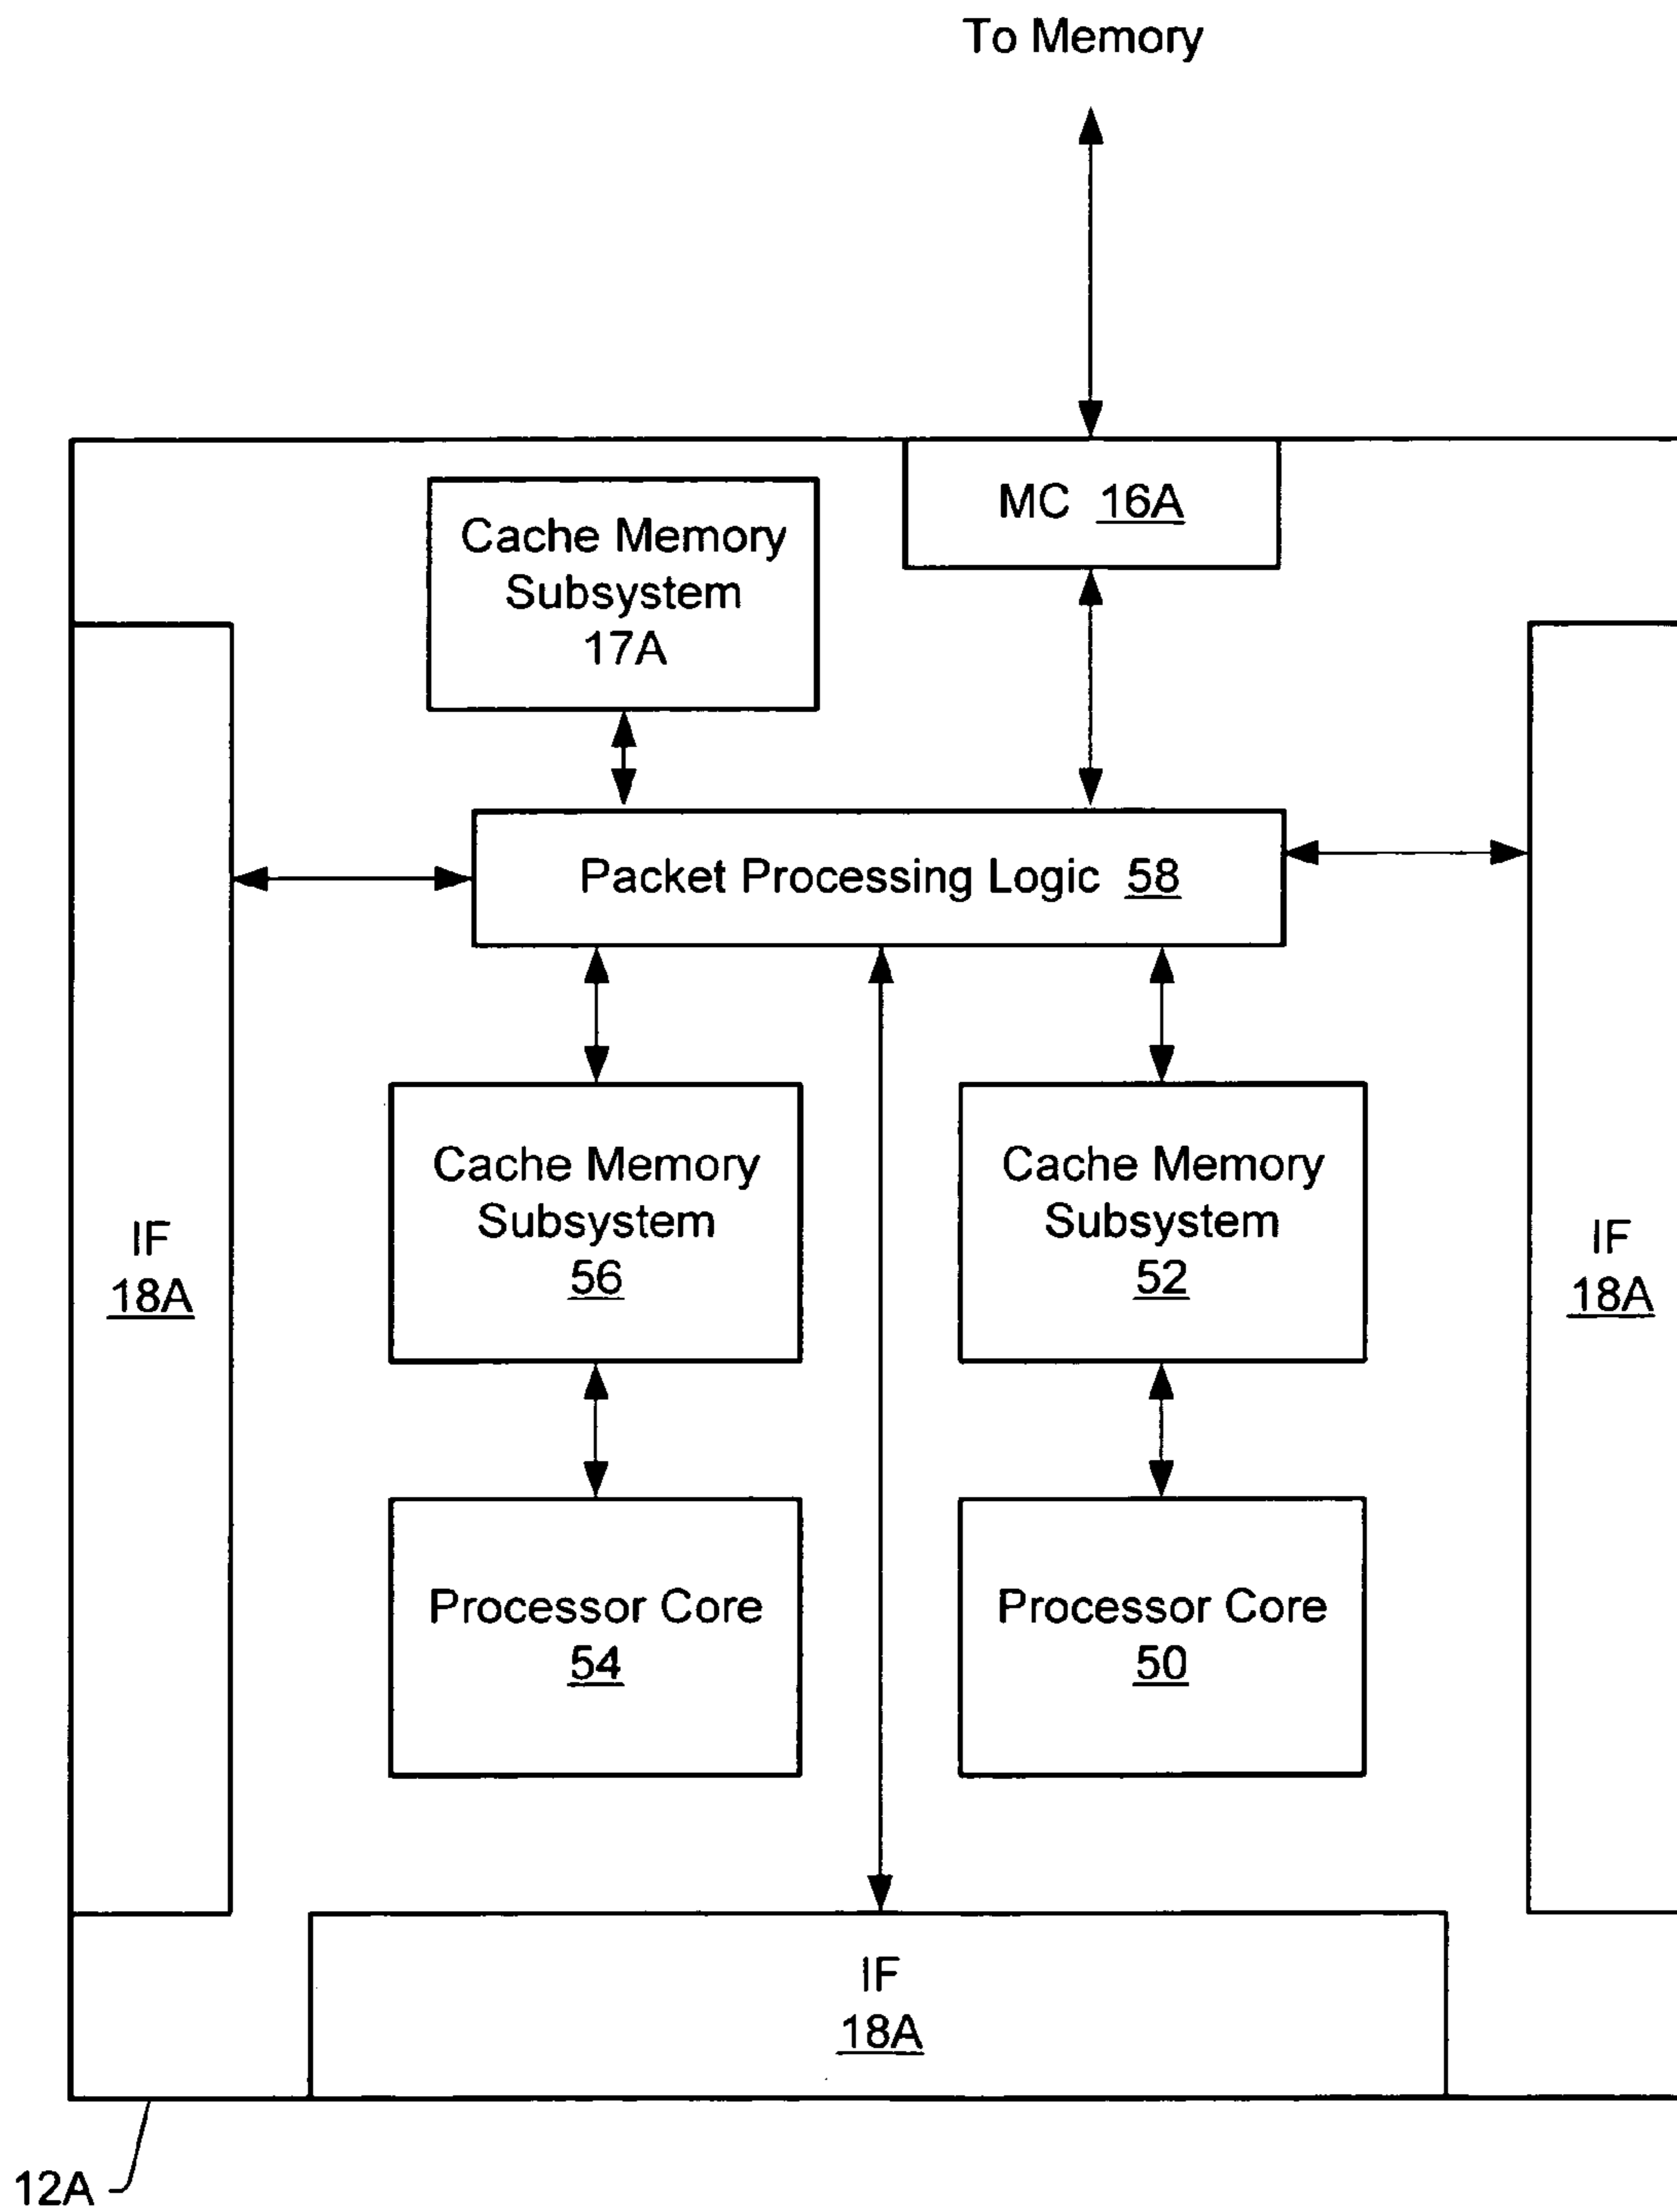 To Memory
MC 16A
Cache Memory
Subsystem
17A
Packet Processing Logic 58
Cache Memory
Subsystem
56
Cache Memory
Subsystem
52
IF
18A
IF
18A
Processor Core
54
Processor Core
50
IF
18A
12A